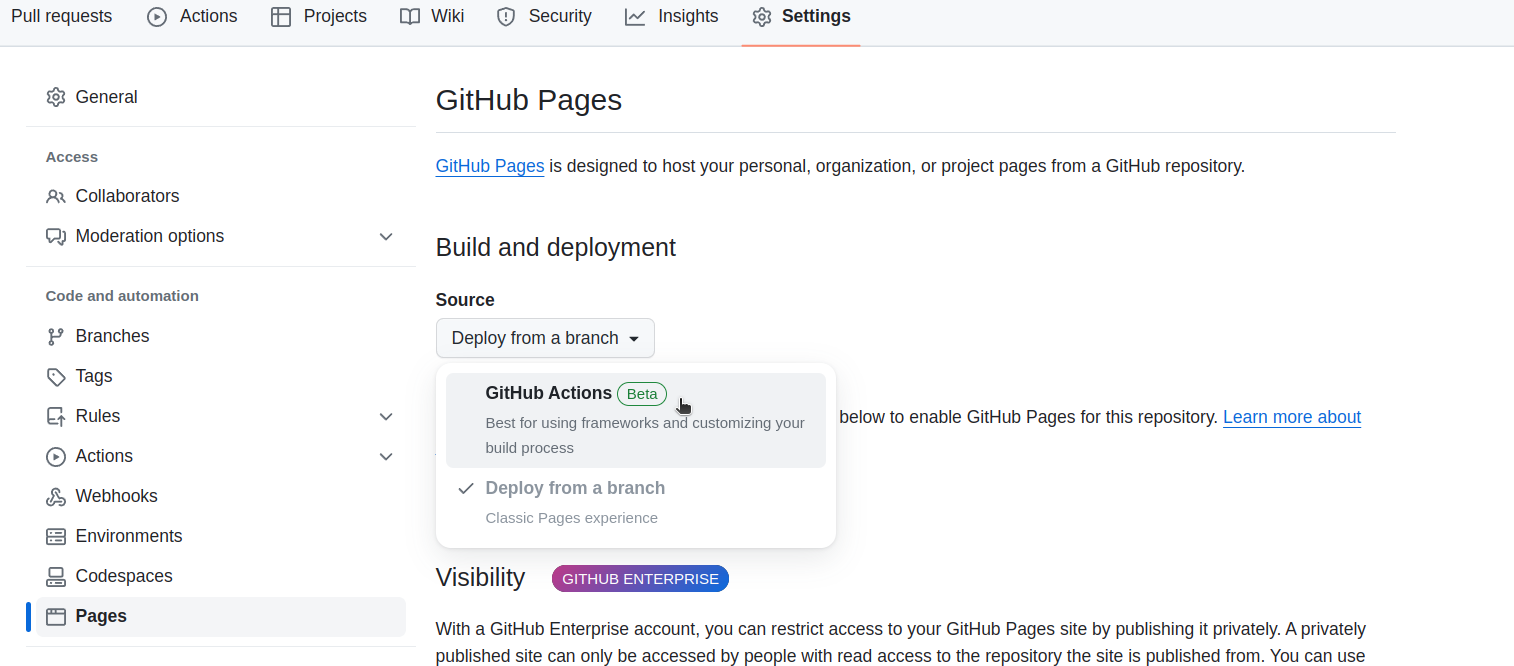 Pull requests Actions Projects Wiki Security Insights Settings
General
Access
Collaborators
Moderation options
Code and automation
Branches
Tags
Rules
Actions
Webhooks
Environments
Codespaces
Pages
GitHub Pages
GitHub Pages is designed to host your personal, organization, or project pages from a GitHub repository.
Build and deployment
Source
Deploy from a branch
GitHub Actions Beta
Best for using frameworks and customizing your
build process
below to enable GitHub Pages for this repository. Learn more about
Deploy from a branch
Classic Pages experience
Visibility GITHUB ENTERPRISE
With a GitHub Enterprise account, you can restrict access to your GitHub Pages site by publishing it privately. A privately
published site can only be accessed by people with read access to the repository the site is published from. You can use